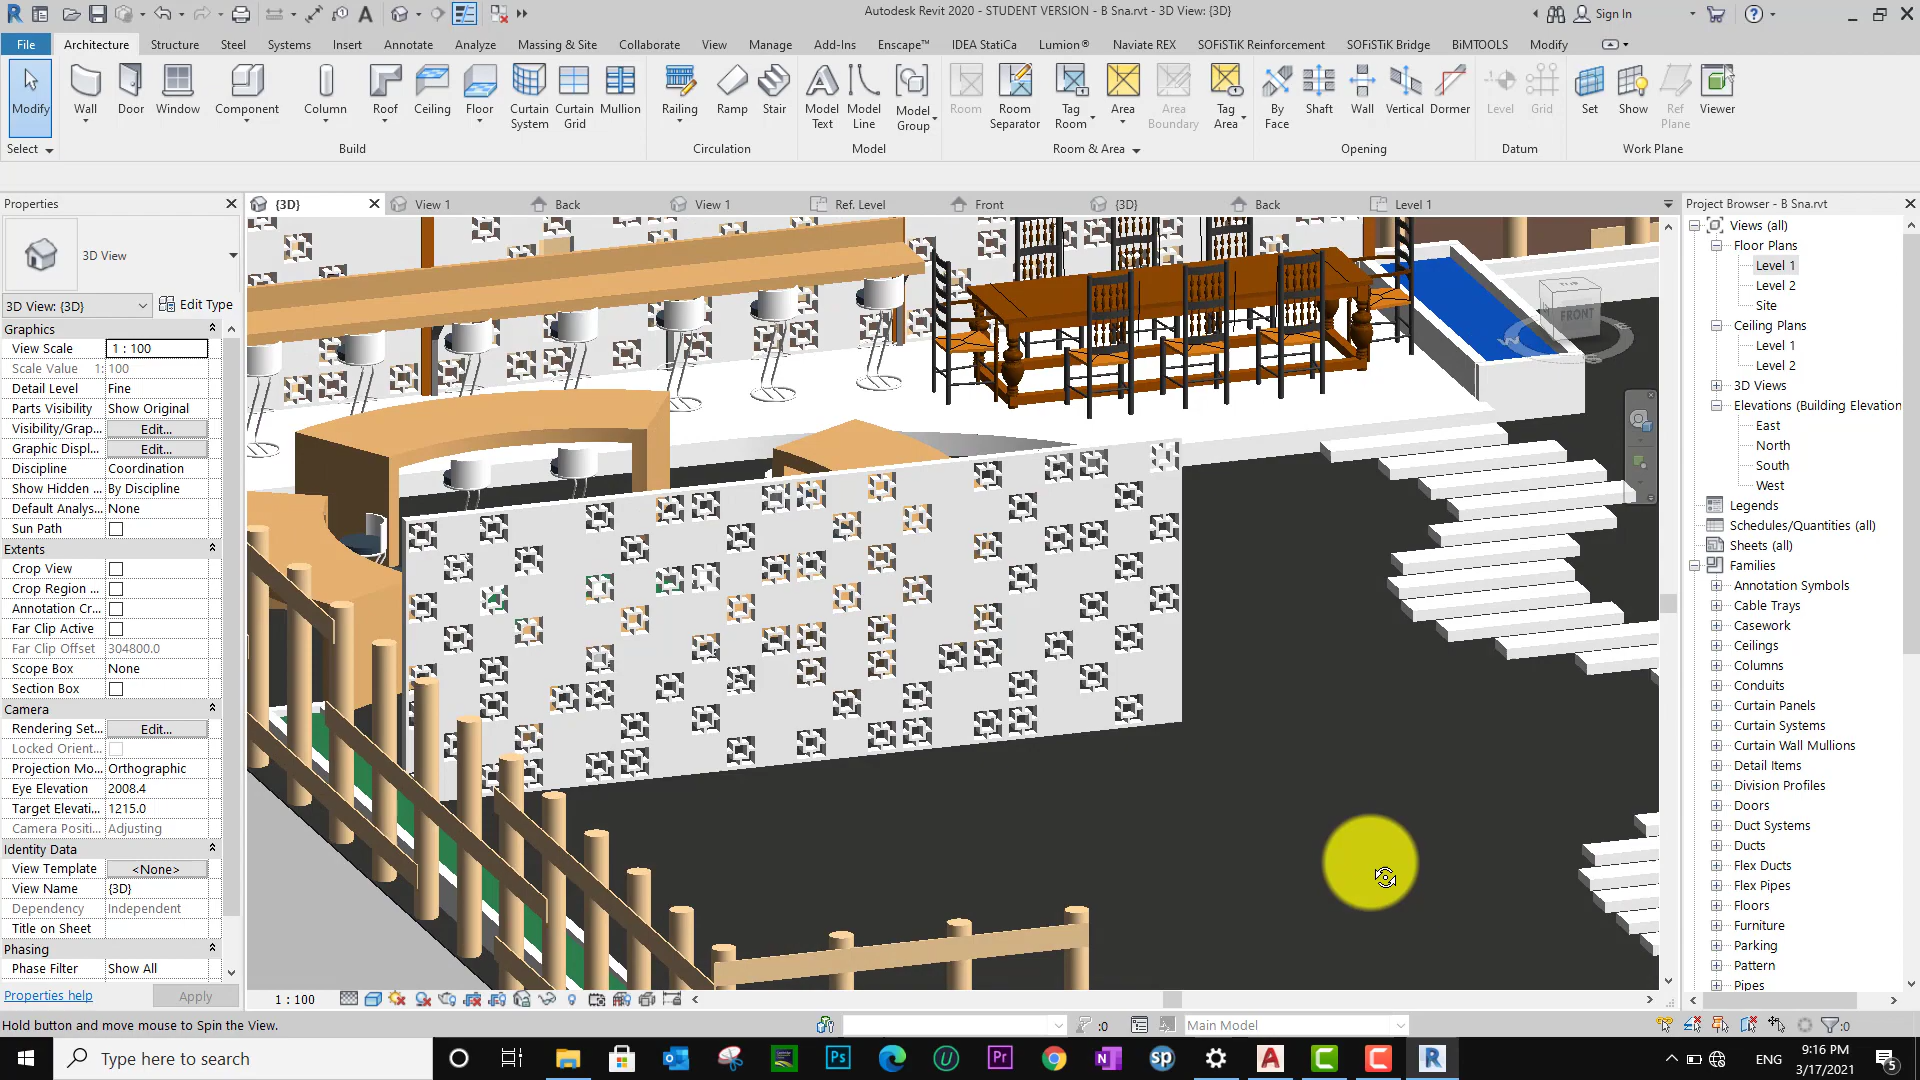 Autodesk Revit 2020 - STUDENT VERSION - B Sna.rvt - 3D View: {3D}
Sign In
File Architecture Structure Steel Systems Insert Annotate Analyze Massing & Site Collaborate View Manage Add-Ins Enscape™ IDEA StatiCa Lumion® Naviate REX SOFiSTiK Reinforcement SOFiSTiK Bridge BiMTOOLS Modify
Modify Wall Door Window Component Column Roof Ceiling Floor Curtain System Curtain Grid Mullion Railing Ramp Stair Model Text Model Line Model Group Room Room Separator Tag Room Area Area Boundary Tag Area By Face Shaft Wall Vertical Dormer Level Grid Set Show Ref Plane Viewer
Select Build Circulation Model Room & Area Opening Datum Work Plane
Properties
{3D} View 1 Back View 1 Ref. Level Front {3D} Back Level 1
Project Browser - B Sna.rvt
3D View
3D View: {3D} Edit Type
Graphics
View Scale 1 : 100
Scale Value 1: 100
Detail Level Fine
Parts Visibility Show Original
Visibility/Grap... Edit...
Graphic Displ... Edit...
Discipline Coordination
Show Hidden ... By Discipline
Default Analys... None
Sun Path
Extents
Crop View
Crop Region ...
Annotation Cr...
Far Clip Active
Far Clip Offset 304800.0
Scope Box None
Section Box
Camera
Rendering Set... Edit...
Locked Orient...
Projection Mo... Orthographic
Eye Elevation 2008.4
Target Elevati... 1215.0
Camera Positi... Adjusting
Identity Data
View Template <None>
View Name {3D}
Dependency Independent
Title on Sheet
Phasing
Phase Filter Show All
Properties help Apply
TOP
FRONT
W
Views (all)
Floor Plans
Level 1
Level 2
Site
Ceiling Plans
Level 1
Level 2
3D Views
Elevations (Building Elevation
East
North
South
West
Legends
Schedules/Quantities (all)
Sheets (all)
Families
Annotation Symbols
Cable Trays
Casework
Ceilings
Columns
Conduits
Curtain Panels
Curtain Systems
Curtain Wall Mullions
Detail Items
Division Profiles
Doors
Duct Systems
Ducts
Flex Ducts
Flex Pipes
Floors
Furniture
Parking
Pattern
Pipes
1 : 100
Hold button and move mouse to Spin the View.
:0
Main Model
:0
Type here to search
ENG
9:16 PM
3/17/2021
5